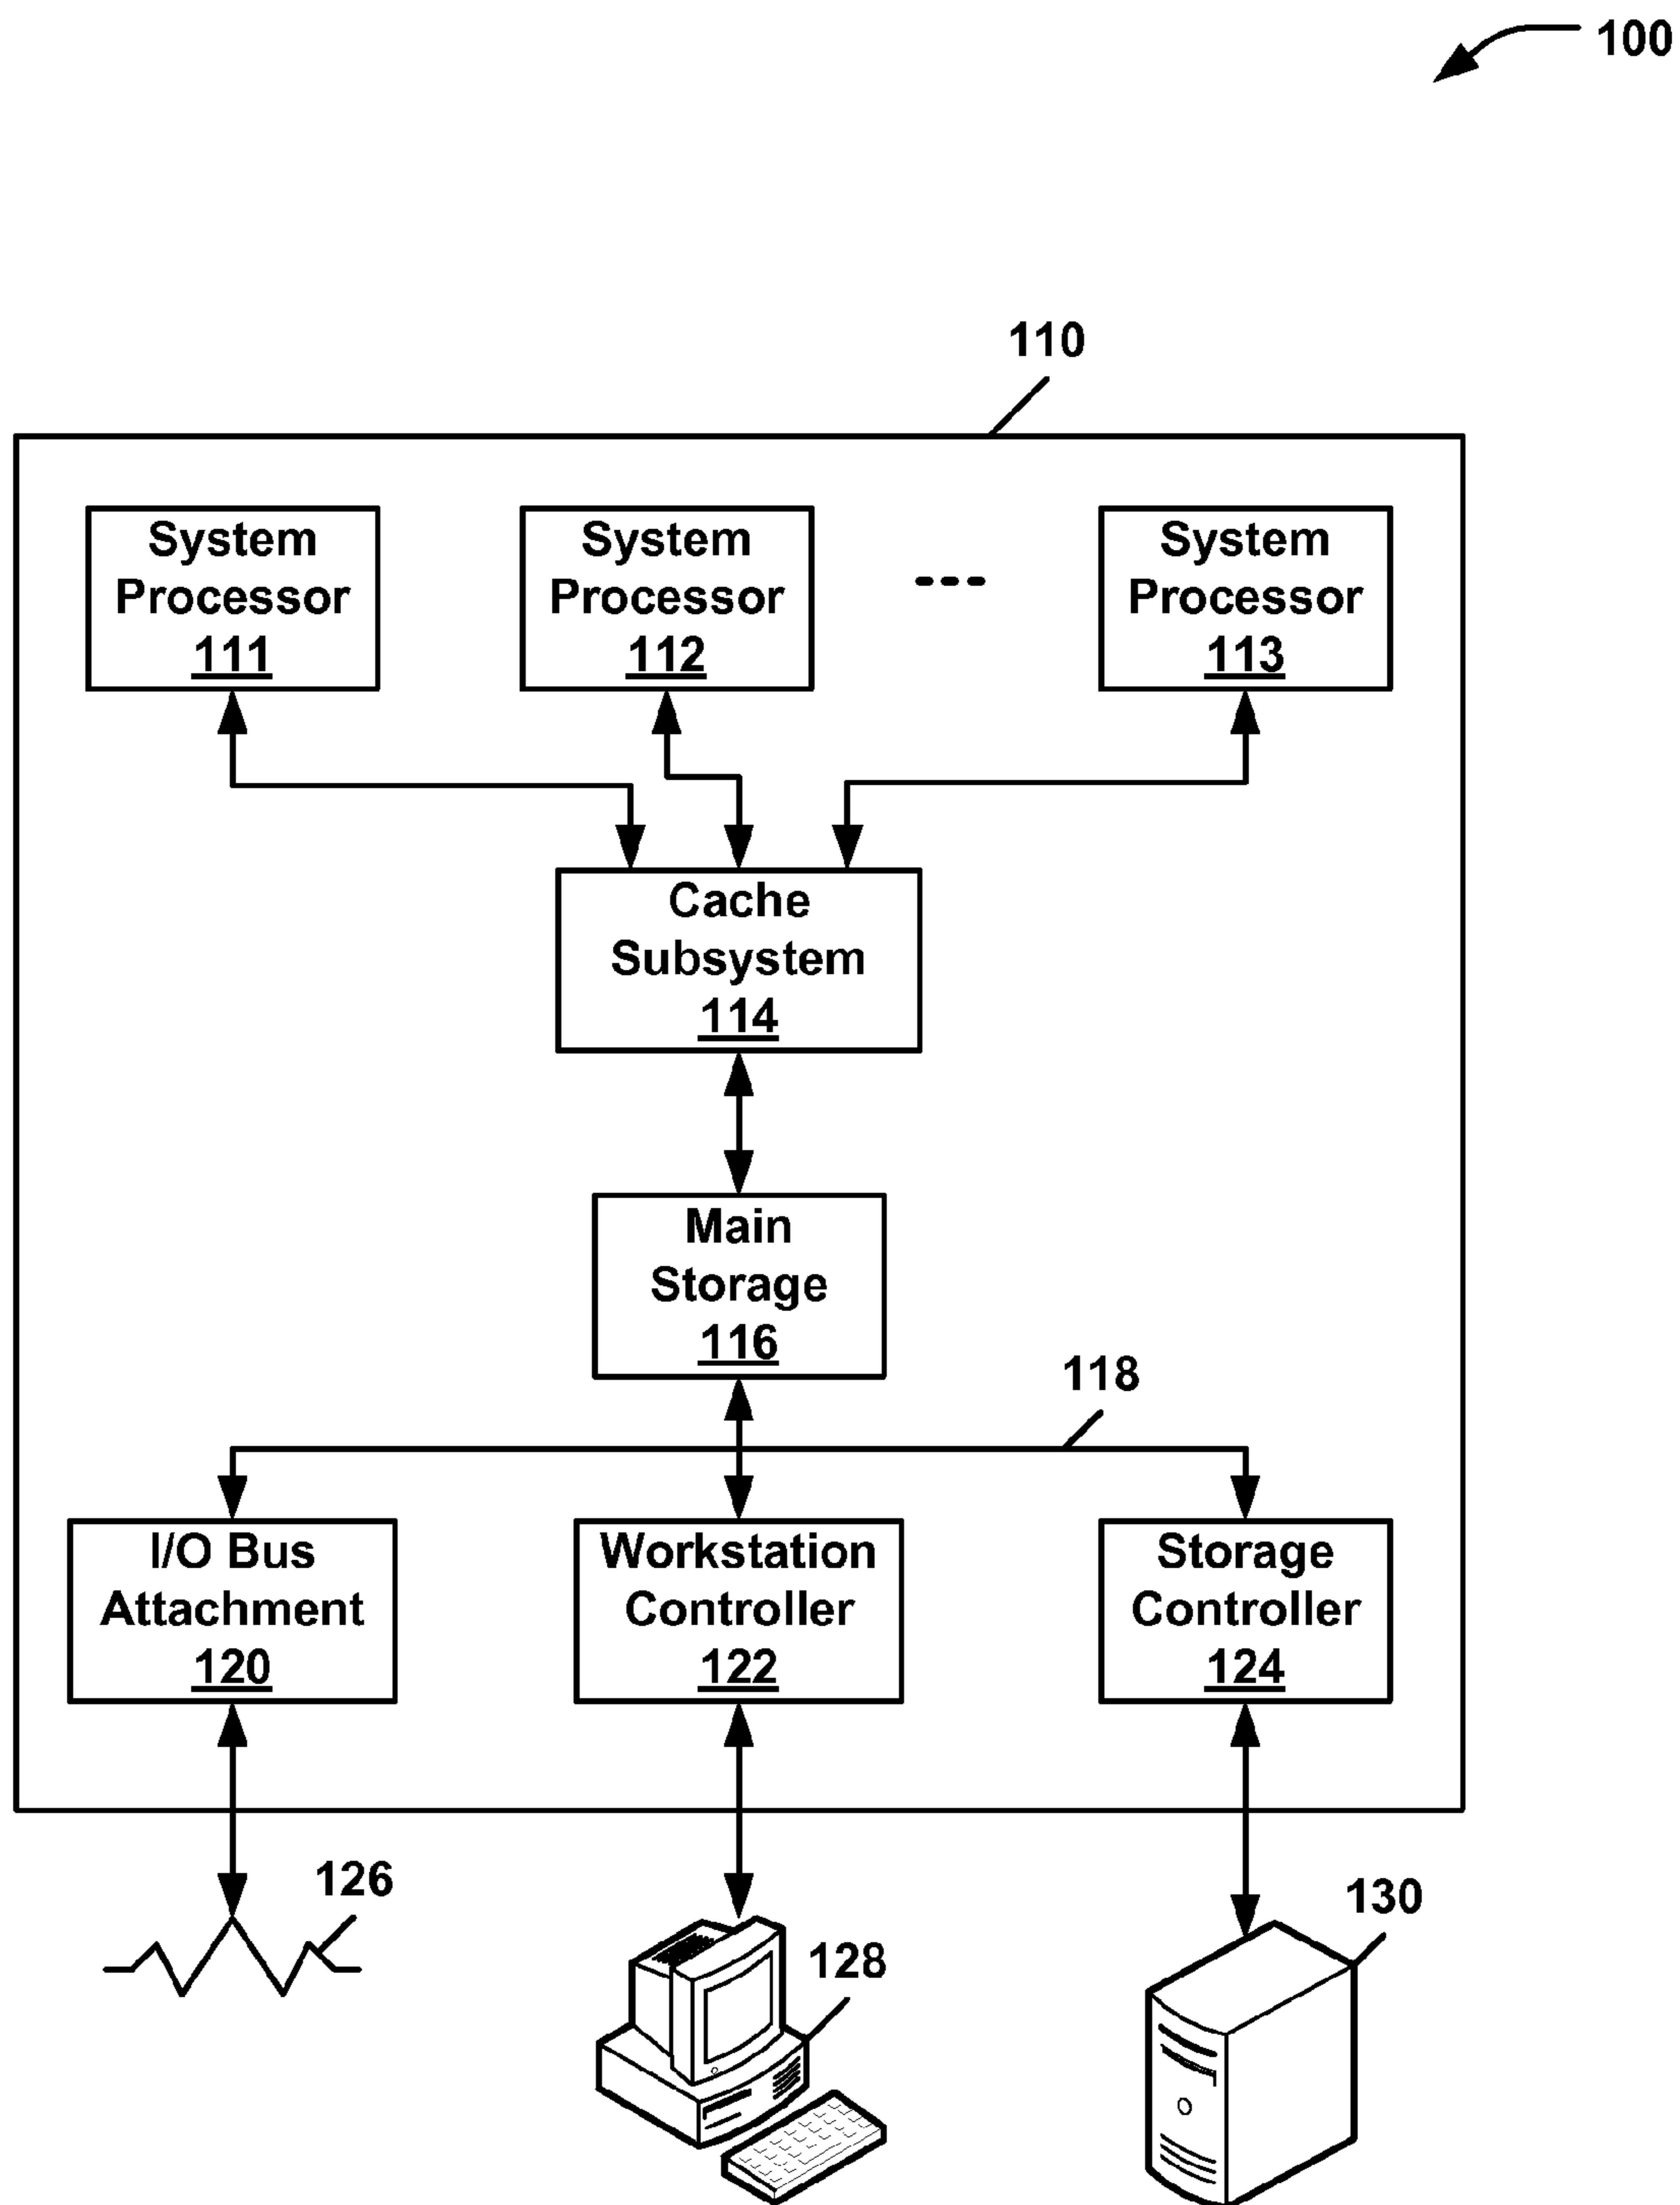 100
110
System
Processor
111
System
Processor
112
---
System
Processor
113
Cache
Subsystem
114
Main
Storage
116
118
I/O Bus
Attachment
120
Workstation
Controller
122
Storage
Controller
124
126
128
130